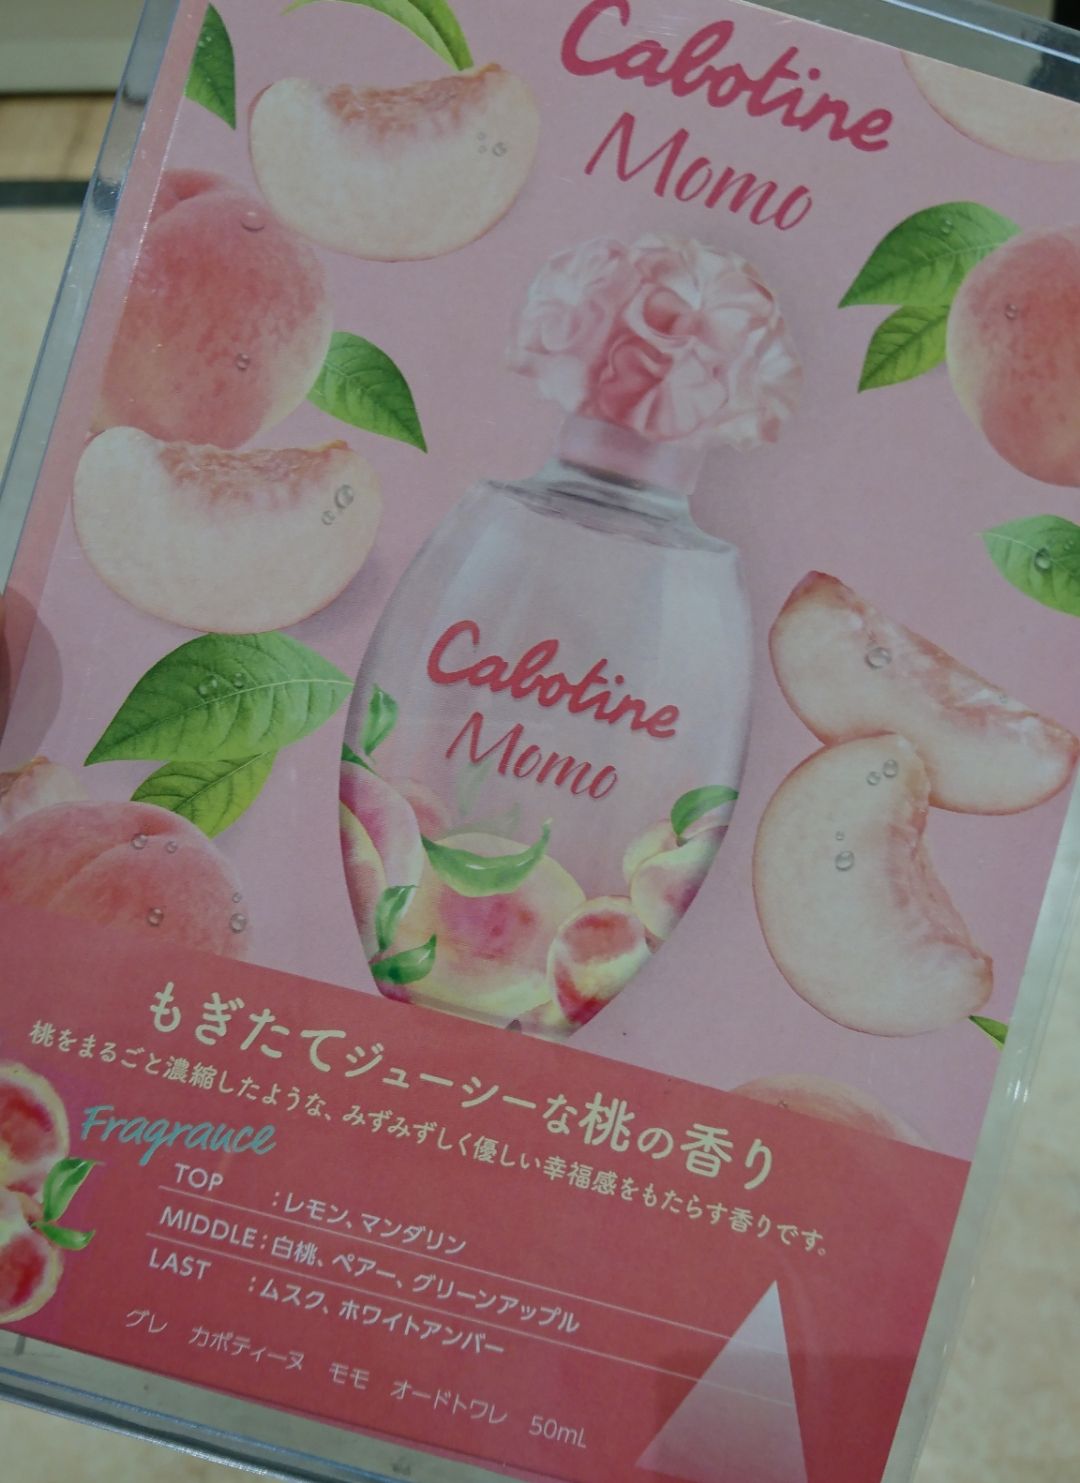 Cabotine
Momo
Cabotine
Momo
もぎたてジューシーな桃の香り
桃をまるごと濃縮したような、みずみずしく優しい幸福感をもたらす香りです。
Fragrance
TOP :レモン、マンダリン
MIDDLE:白桃、ペアー、グリーンアップル
LAST :ムスク、ホワイトアンバー
グレ カボティーヌ モモ オードトワレ 50mL